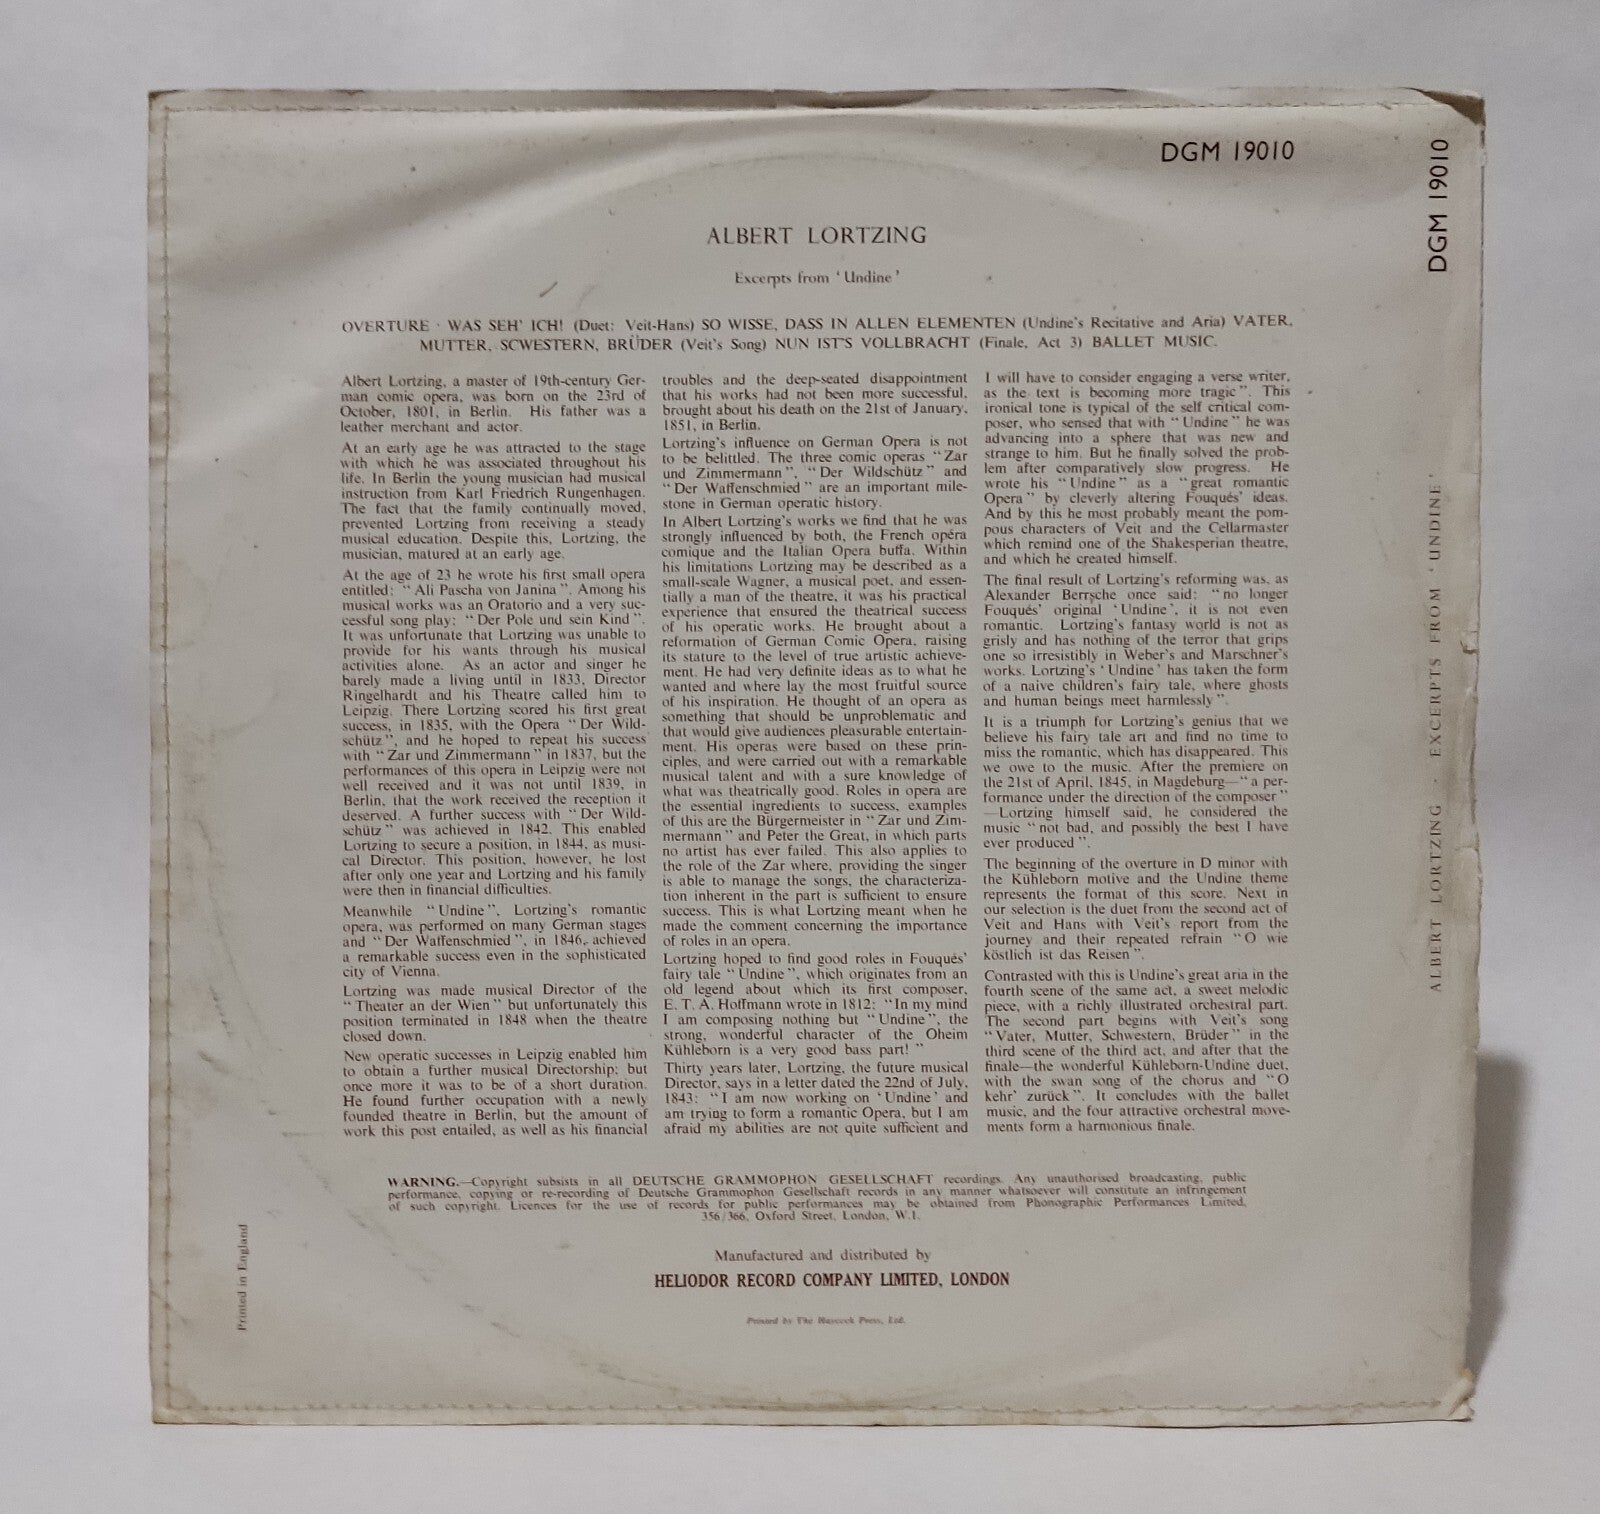 DGM 19010
DGM 19010
ALBERT LORTZING
Excerpts from ‘Undine’
OVERTURE · WAS SEH’ ICH! (Duet: Veit-Hans) SO WISSE, DASS IN ALLEN ELEMENTEN (Undine’s Recitative and Aria) VATER,
MUTTER, SCWESTERN, BRÜDER (Veit’s Song) NUN IST’S VOLLBRACHT (Finale, Act 3) BALLET MUSIC.
Albert Lortzing, a master of 19th-century Ger-
man comic opera, was born on the 23rd of
October, 1801, in Berlin. His father was a
leather merchant and actor.
At an early age he was attracted to the stage
with which he was associated throughout his
life. In Berlin the young musician had musical
instruction from Karl Friedrich Rungenhagen.
The fact that the family continually moved,
prevented Lortzing from receiving a steady
musical education. Despite this, Lortzing, the
musician, matured at an early age.
At the age of 23 he wrote his first small opera
entitled: “Ali Pascha von Janina”. Among his
musical works was an Oratorio and a very suc-
cessful song play: “Der Pole und sein Kind”.
It was unfortunate that Lortzing was unable to
provide for his wants through his musical
activities alone. As an actor and singer he
barely made a living until in 1833, Director
Ringelhardt and his Theatre called him to
Leipzig. There Lortzing scored his first great
success, in 1835, with the Opera “Der Wild-
schütz”, and he hoped to repeat his success
with “Zar und Zimmermann” in 1837, but the
performances of this opera in Leipzig were not
well received and it was not until 1839, in
Berlin, that the work received the reception it
deserved. A further success with “Der Wild-
schütz” was achieved in 1842. This enabled
Lortzing to secure a position, in 1844, as musi-
cal Director. This position, however, he lost
after only one year and Lortzing and his family
were then in financial difficulties.
Meanwhile “Undine”, Lortzing’s romantic
opera, was performed on many German stages
and “Der Waffenschmied”, in 1846, achieved
a remarkable success even in the sophisticated
city of Vienna.
Lortzing was made musical Director of the
“Theater an der Wien” but unfortunately this
position terminated in 1848 when the theatre
closed down.
New operatic successes in Leipzig enabled him
to obtain a further musical Directorship; but
once more it was to be of a short duration.
He found further occupation with a newly
founded theatre in Berlin, but the amount of
work this post entailed, as well as his financial
troubles and the deep-seated disappointment
that his works had not been more successful,
brought about his death on the 21st of January,
1851, in Berlin.
Lortzing’s influence on German Opera is not
to be belittled. The three comic operas “Zar
und Zimmermann”, “Der Wildschütz” and
“Der Waffenschmied” are an important mile-
stone in German operatic history.
In Albert Lortzing’s works we find that he was
strongly influenced by both, the French opéra
comique and the Italian Opera buffa. Within
his limitations Lortzing may be described as a
small-scale Wagner, a musical poet, and essen-
tially a man of the theatre, it was his practical
experience that ensured the theatrical success
of his operatic works. He brought about a
reformation of German Comic Opera, raising
its stature to the level of true artistic achieve-
ment. He had very definite ideas as to what he
wanted and where lay the most fruitful source
of his inspiration. He thought of an opera as
something that should be unproblematic and
that would give audiences pleasurable entertain-
ment. His operas were based on these prin-
ciples, and were carried out with a remarkable
musical talent and with a sure knowledge of
what was theatrically good. Roles in opera are
the essential ingredients to success, examples
of this are the Bürgermeister in “Zar und Zim-
mermann” and Peter the Great, in which parts
no artist has ever failed. This also applies to
the role of the Zar where, providing the singer
is able to manage the songs, the characteriza-
tion inherent in the part is sufficient to ensure
success. This is what Lortzing meant when he
made the comment concerning the importance
of roles in an opera.
Lortzing hoped to find good roles in Fouqués’
fairy tale “Undine”, which originates from an
old legend about which its first composer,
E. T. A. Hoffmann wrote in 1812: “In my mind
I am composing nothing but “Undine”, the
strong, wonderful character of the Oheim
Kühleborn is a very good bass part! ”
Thirty years later, Lortzing, the future musical
Director, says in a letter dated the 22nd of July,
1843: “I am now working on ‘Undine’ and
am trying to form a romantic Opera, but I am
afraid my abilities are not quite sufficient and
I will have to consider engaging a verse writer,
as the text is becoming more tragic”. This
ironical tone is typical of the self critical com-
poser, who sensed that with “Undine” he was
advancing into a sphere that was new and
strange to him. But he finally solved the prob-
lem after comparatively slow progress. He
wrote his “Undine” as a “great romantic
Opera” by cleverly altering Fouqués’ ideas.
And by this he most probably meant the pom-
pous characters of Veit and the Cellarmaster
which remind one of the Shakesperian theatre,
and which he created himself.
The final result of Lortzing’s reforming was, as
Alexander Berrsche once said: “no longer
Fouqués’ original ‘Undine’, it is not even
romantic. Lortzing’s fantasy world is not as
grisly and has nothing of the terror that grips
one so irresistibly in Weber’s and Marschner’s
works. Lortzing’s ‘Undine’ has taken the form
of a naive children’s fairy tale, where ghosts
and human beings meet harmlessly”.
It is a triumph for Lortzing’s genius that we
believe his fairy tale art and find no time to
miss the romantic, which has disappeared. This
we owe to the music. After the premiere on
the 21st of April, 1845, in Magdeburg—“a per-
formance under the direction of the composer”
—Lortzing himself said, he considered the
music “not bad, and possibly the best I have
ever produced”.
The beginning of the overture in D minor with
the Kühleborn motive and the Undine theme
represents the format of this score. Next in
our selection is the duet from the second act of
Veit and Hans with Veit’s report from the
journey and their repeated refrain “O wie
köstlich ist das Reisen”.
Contrasted with this is Undine’s great aria in the
fourth scene of the same act, a sweet melodic
piece, with a richly illustrated orchestral part.
The second part begins with Veit’s song
“Vater, Mutter, Schwestern, Brüder” in the
third scene of the third act, and after that the
finale—the wonderful Kühleborn-Undine duet,
with the swan song of the chorus and “O
kehr’ zurück”. It concludes with the ballet
music, and the four attractive orchestral move-
ments form a harmonious finale.
WARNING.—Copyright subsists in all DEUTSCHE GRAMMOPHON GESELLSCHAFT recordings. Any unauthorised broadcasting, public
performance, copying or re-recording of Deutsche Grammophon Gesellschaft records in any manner whatsoever will constitute an infringement
of such copyright. Licences for the use of records for public performances may be obtained from Phonographic Performances Limited,
356/366, Oxford Street, London, W.1.
Manufactured and distributed by
HELIODOR RECORD COMPANY LIMITED, LONDON
Printed by The Haycock Press, Ltd.
Printed in England
ALBERT LORTZING · EXCERPTS FROM ‘UNDINE’